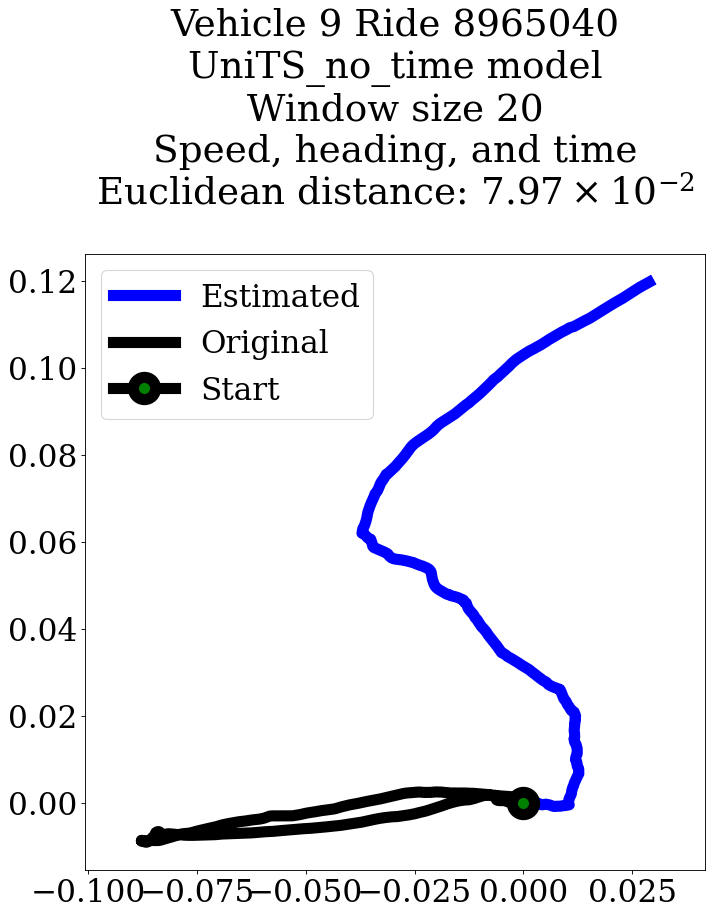 Vehicle 9 Ride 8965040
UniTS_no_time model
Window size 20
Speed, heading, and time
Euclidean distance: 7.97 × 10⁻²
Estimated
Original
Start
0.12
0.10
0.08
0.06
0.04
0.02
0.00
−0.100 −0.075 −0.050 −0.025 0.000 0.025